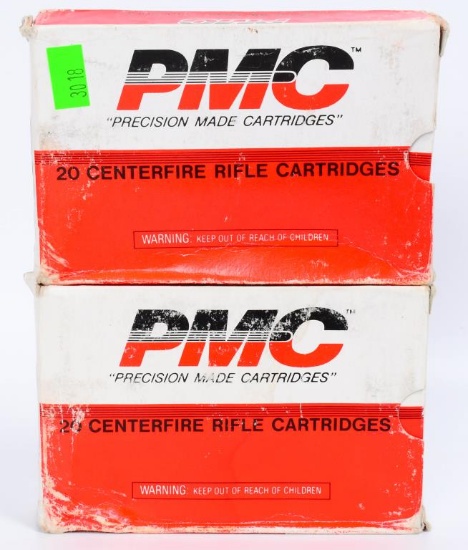 3018
PMC™
"PRECISION MADE CARTRIDGES"
20 CENTERFIRE RIFLE CARTRIDGES
WARNING: KEEP OUT OF REACH OF CHILDREN
PMC™
"PRECISION MADE CARTRIDGES"
20 CENTERFIRE RIFLE CARTRIDGES
WARNING: KEEP OUT OF REACH OF CHILDREN